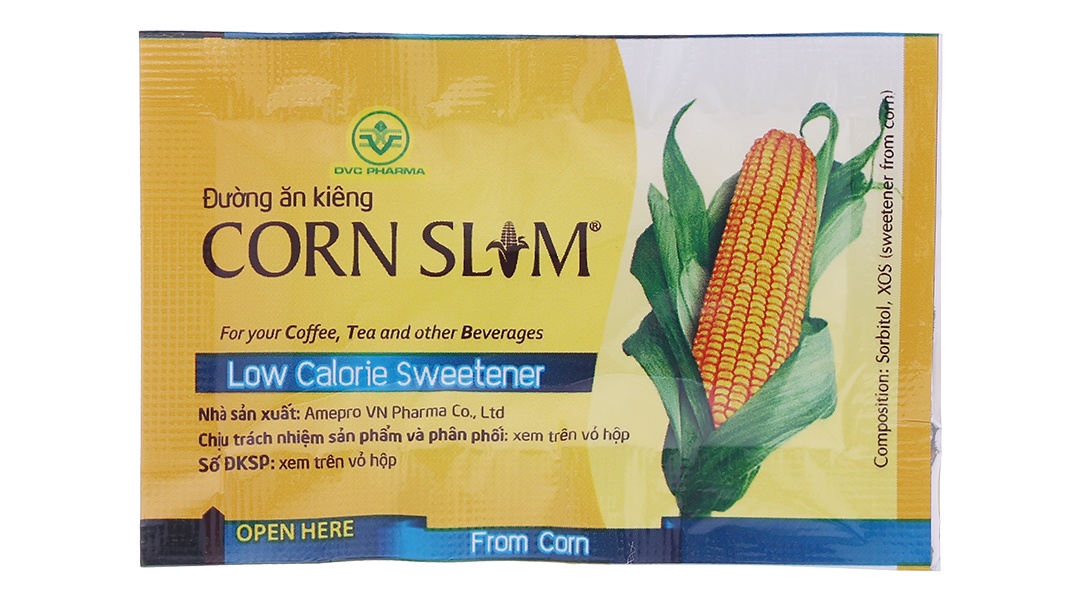 DVC PHARMA
Đường ăn kiêng
CORN SLIM®
For your Coffee, Tea and other Beverages
Low Calorie Sweetener
Nhà sản xuất: Amepro VN Pharma Co., Ltd
Chịu trách nhiệm sản phẩm và phân phối: xem trên vỏ hộp
Số ĐKSP: xem trên vỏ hộp
OPEN HERE
From Corn
Composition: Sorbitol, XOS (sweetener from corn)